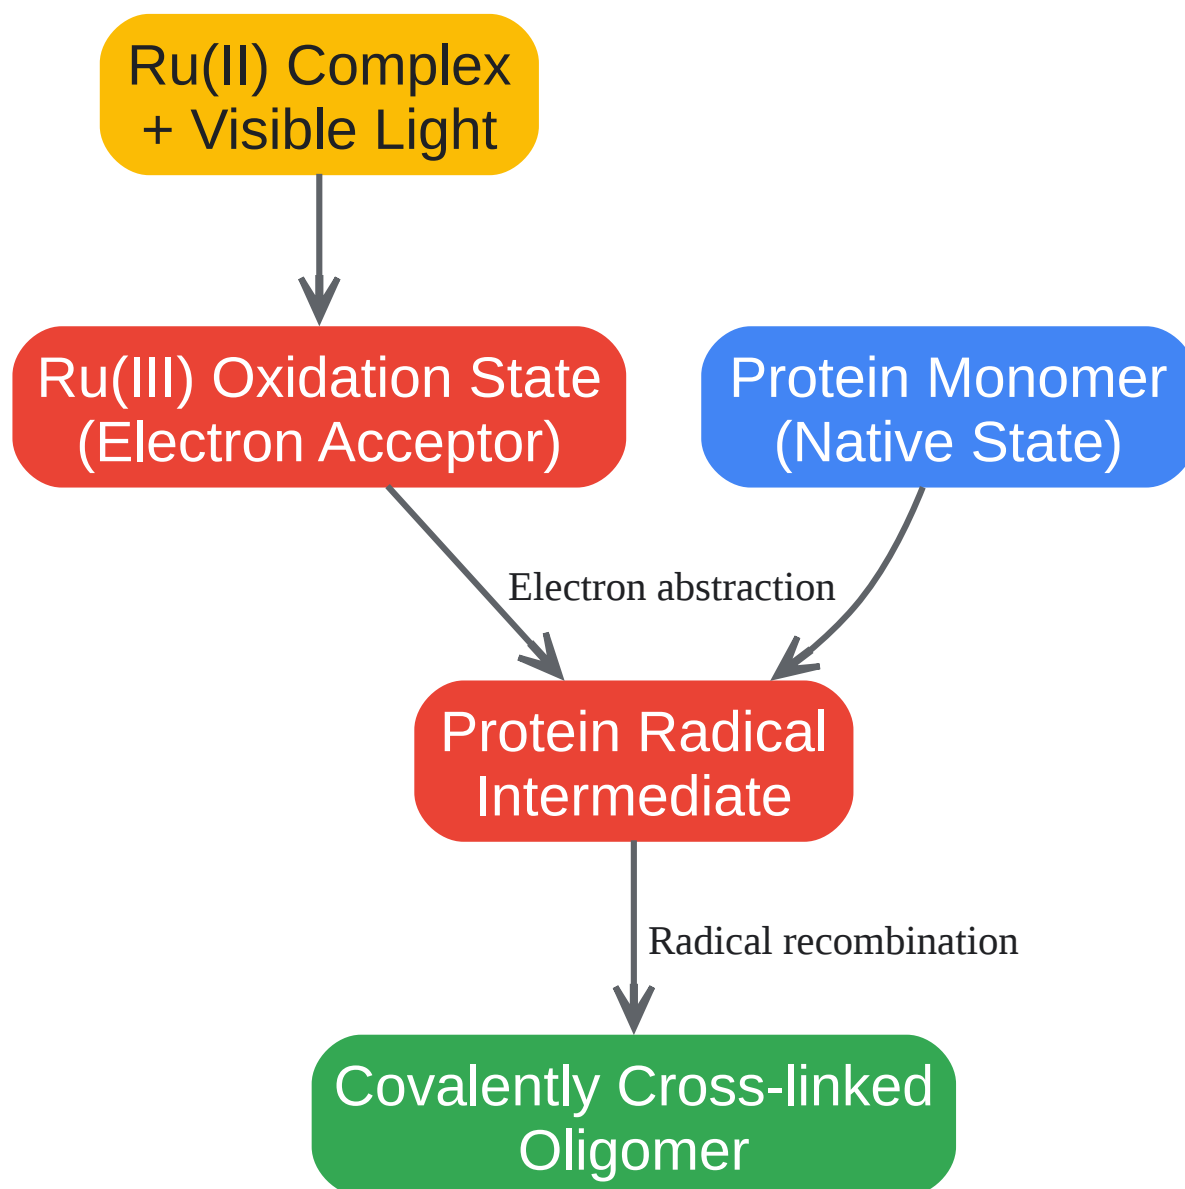 Ru(II) Complex
+ Visible Light
Ru(III) Oxidation State
(Electron Acceptor)
Protein Monomer
(Native State)
Electron abstraction
Protein Radical
Intermediate
Radical recombination
Covalently Cross-linked
Oligomer